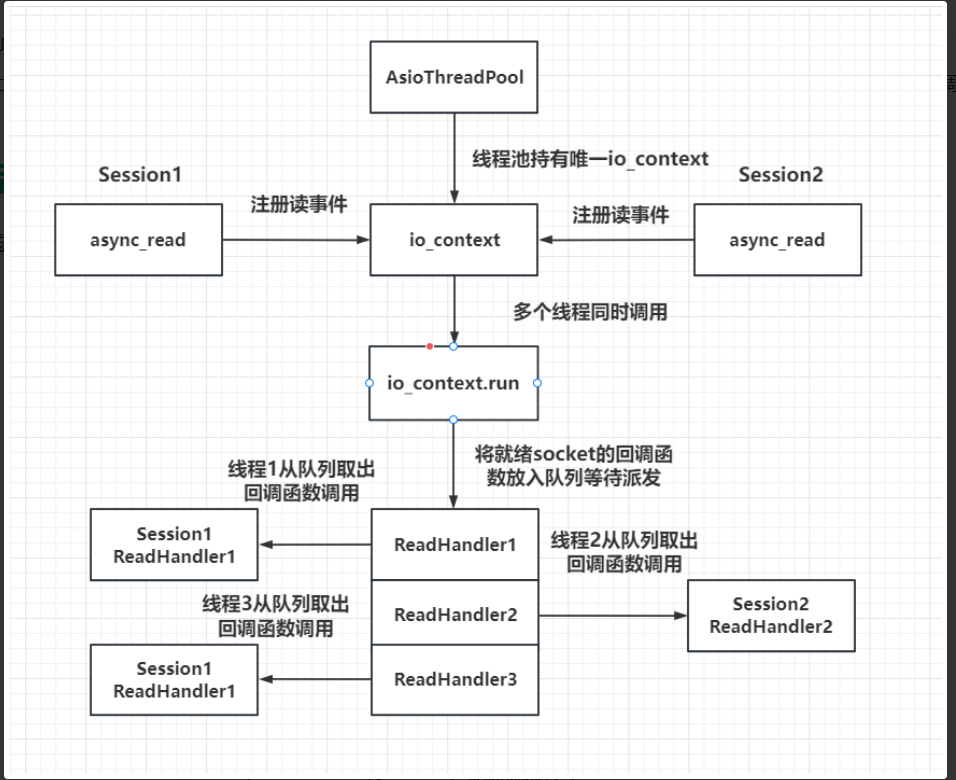 AsioThreadPool
线程池持有唯一io_context
Session1
Session2
注册读事件
注册读事件
async_read
io_context
async_read
多个线程同时调用
io_context.run
将就绪socket的回调函
数放入队列等待派发
线程1从队列取出
回调函数调用
Session1
ReadHandler1
ReadHandler1
线程2从队列取出
回调函数调用
线程3从队列取出
回调函数调用
ReadHandler2
Session2
ReadHandler2
Session1
ReadHandler1
ReadHandler3